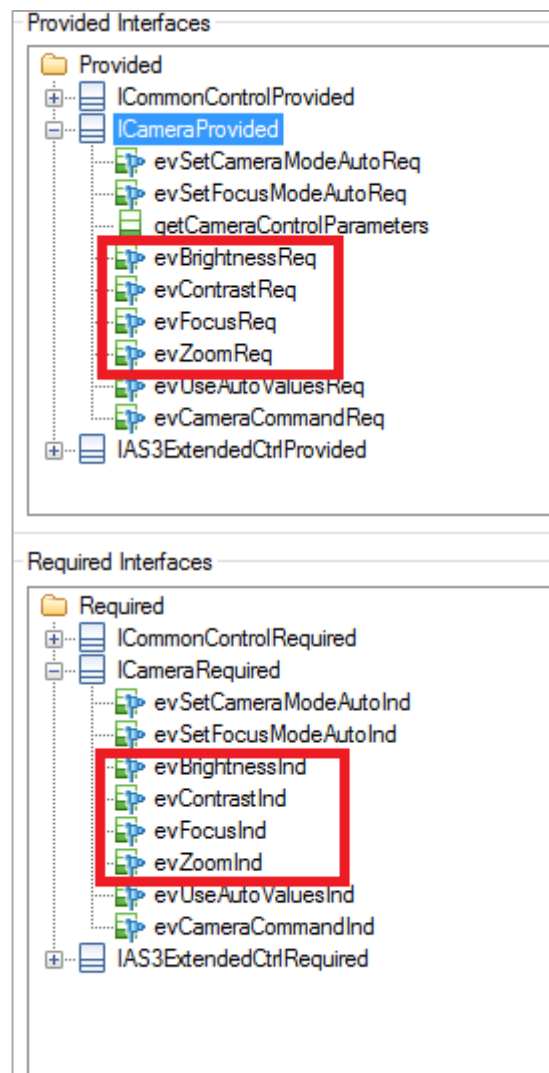 Provided Interfaces
Provided
ICommonControlProvided
ICameraProvided
evSetCameraModeAutoReq
evSetFocusModeAutoReq
getCameraControlParameters
evBrightnessReq
evContrastReq
evFocusReq
evZoomReq
evUseAutoValuesReq
evCameraCommandReq
IAS3ExtendedCtrlProvided
Required Interfaces
Required
ICommonControlRequired
ICameraRequired
evSetCameraModeAutoInd
evSetFocusModeAutoInd
evBrightnessInd
evContrastInd
evFocusInd
evZoomInd
evUseAutoValuesInd
evCameraCommandInd
IAS3ExtendedCtrlRequired